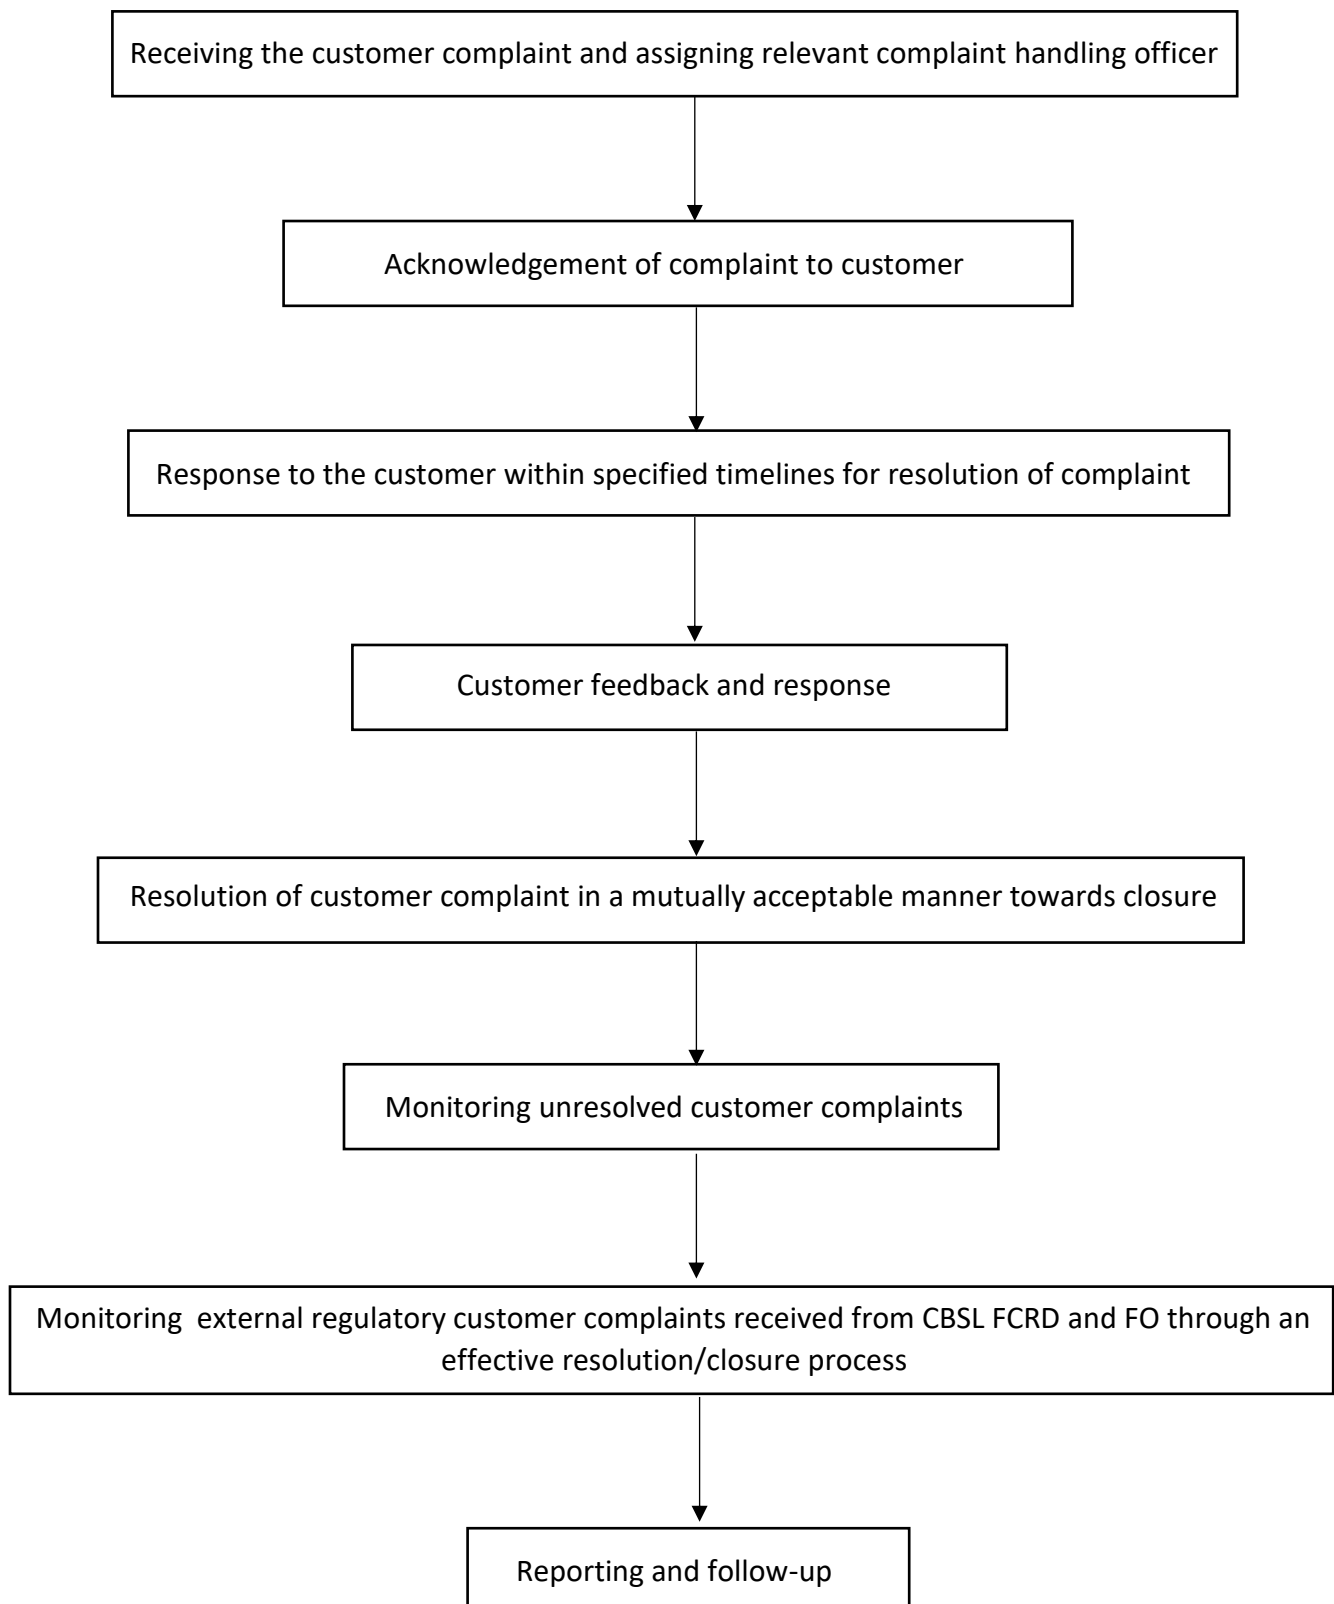 Receiving the customer complaint and assigning relevant complaint handling officer
Acknowledgement of complaint to customer
Response to the customer within specified timelines for resolution of complaint
Customer feedback and response
Resolution of customer complaint in a mutually acceptable manner towards closure
Monitoring unresolved customer complaints
Monitoring external regulatory customer complaints received from CBSL FCRD and FO through an
effective resolution/closure process
Reporting and follow-up